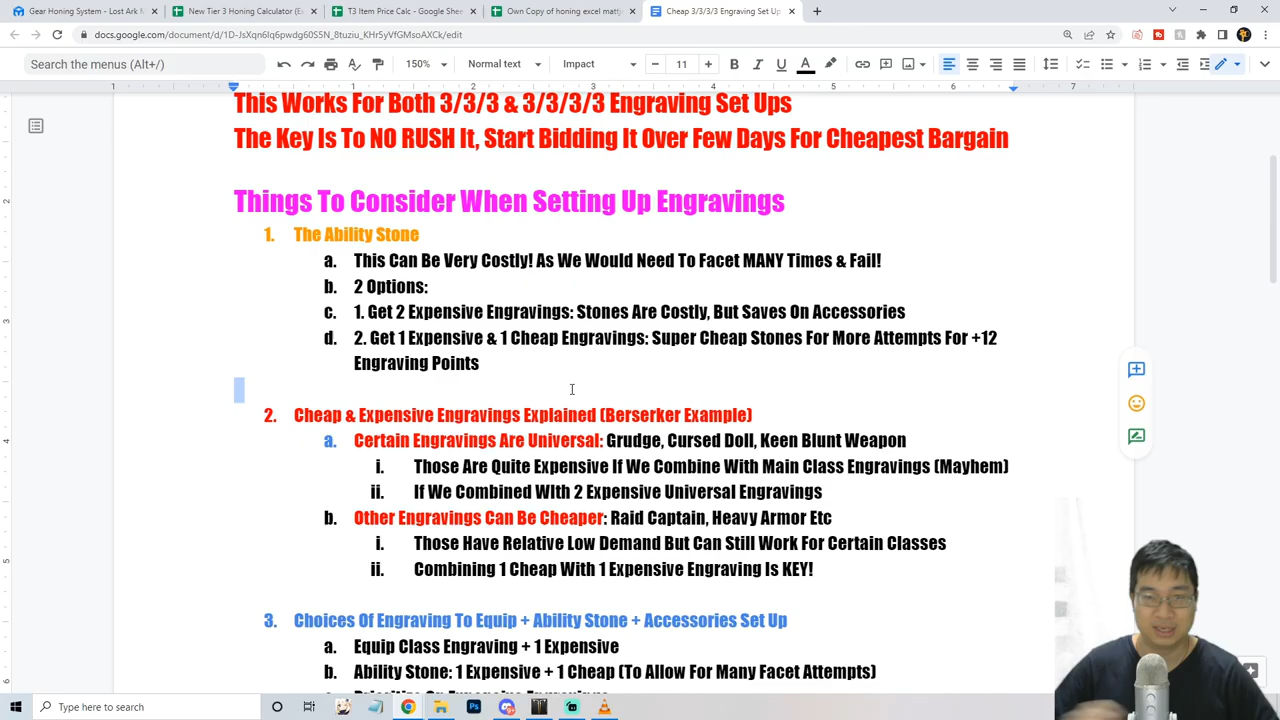 Gear Honing System - Lost Ark M
New Tier 3 Honing Calculator (E
T3 Item Price Calc - Google She
Own Copy of honing excel matt
Cheap 3/3/3/3 Engraving Set Up
docs.google.com/document/d/1D-JsXqn6lq6pwdg60S5N_8tuziu_KHr5yVfGMsoAXCk/edit
Search the menus (Alt+/)
150%
Normal text
Impact
11
This Works For Both 3/3/3 & 3/3/3/3 Engraving Set Ups
The Key Is To NO RUSH It, Start Bidding It Over Few Days For Cheapest Bargain
Things To Consider When Setting Up Engravings
1. The Ability Stone
a. This Can Be Very Costly! As We Would Need To Facet MANY Times & Fail!
b. 2 Options:
c. 1. Get 2 Expensive Engravings: Stones Are Costly, But Saves On Accessories
d. 2. Get 1 Expensive & 1 Cheap Engravings: Super Cheap Stones For More Attempts For +12
Engraving Points
2. Cheap & Expensive Engravings Explained (Berserker Example)
a. Certain Engravings Are Universal: Grudge, Cursed Doll, Keen Blunt Weapon
i. Those Are Quite Expensive If We Combine With Main Class Engravings (Mayhem)
ii. If We Combined WIth 2 Expensive Universal Engravings
b. Other Engravings Can Be Cheaper: Raid Captain, Heavy Armor Etc
i. Those Have Relative Low Demand But Can Still Work For Certain Classes
ii. Combining 1 Cheap With 1 Expensive Engraving Is KEY!
3. Choices Of Engraving To Equip + Ability Stone + Accessories Set Up
a. Equip Class Engraving + 1 Expensive
b. Ability Stone: 1 Expensive + 1 Cheap (To Allow For Many Facet Attempts)
Type here to search